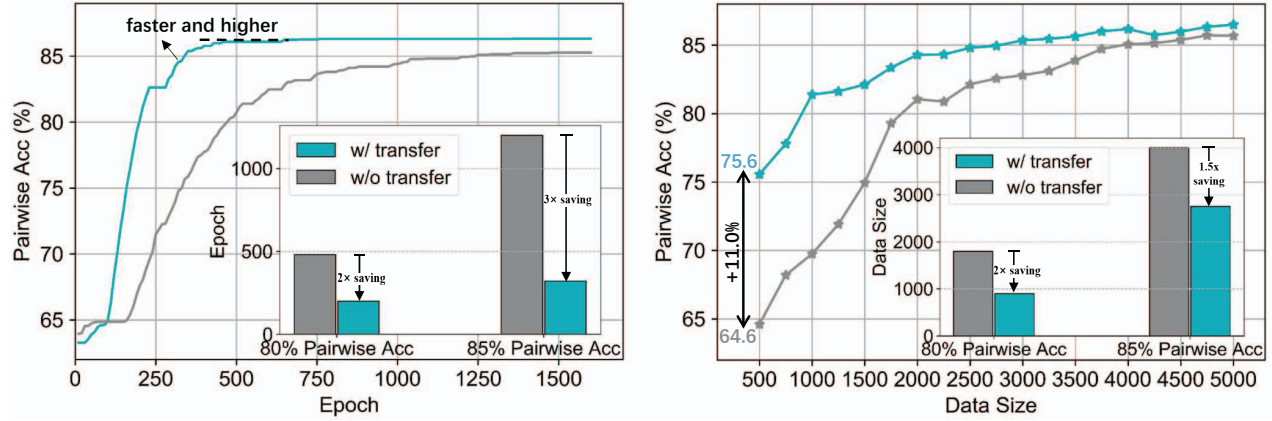 faster and higher
Pairwise Acc (%)
85
80
75
70
65
0 250 500 750 1000 1250 1500
Epoch
w/ transfer
w/o transfer
Epoch
1000
500
0
2× saving
3× saving
80% Pairwise Acc 85% Pairwise Acc
Pairwise Acc (%)
85
80
75
70
65
75.6
+11.0%
64.6
500 1000 1500 2000 2500 3000 3500 4000 4500 5000
Data Size
w/ transfer
w/o transfer
Data Size
4000
3000
2000
1000
0
2× saving
1.5x
saving
80% Pairwise Acc 85% Pairwise Acc